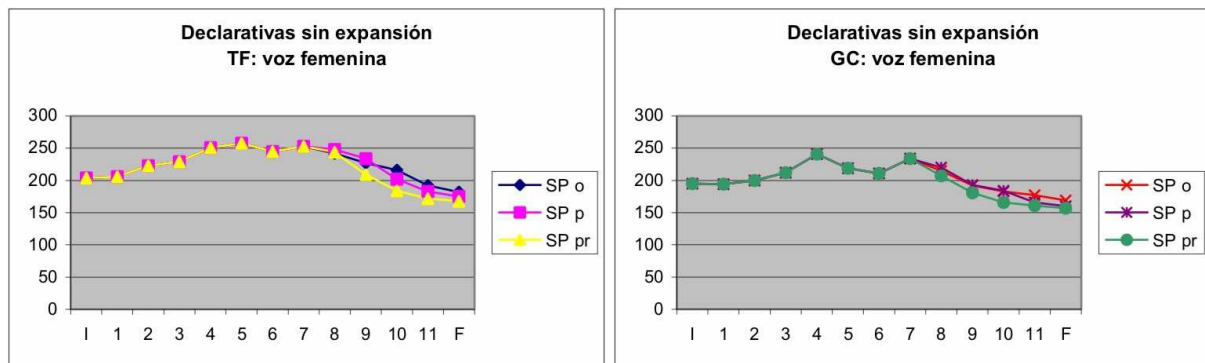 Declarativas sin expansión
TF: voz femenina
300
250
200
150
100
50
0
I 1 2 3 4 5 6 7 8 9 10 11 F
SP o
SP p
SP pr
Declarativas sin expansión
GC: voz femenina
300
250
200
150
100
50
0
I 1 2 3 4 5 6 7 8 9 10 11 F
SP o
SP p
SP pr